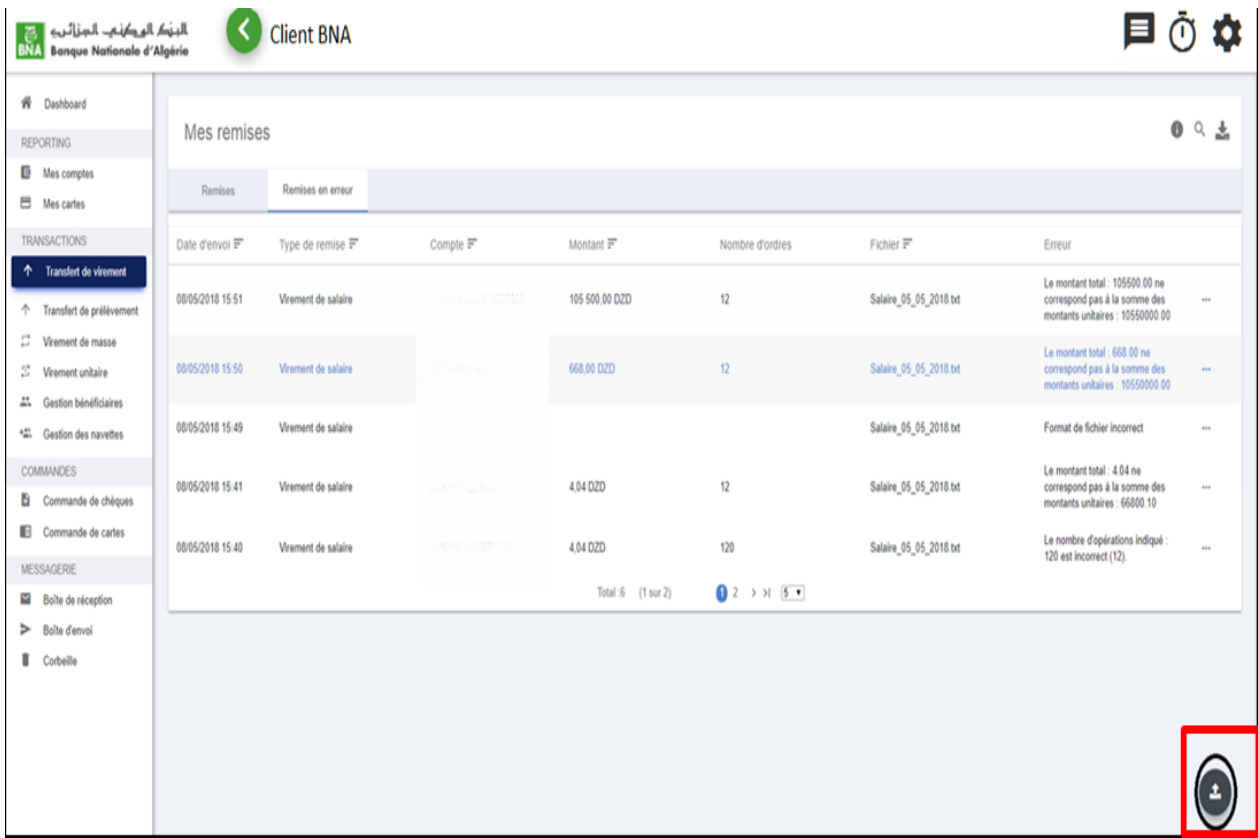 البنك الوطني الجزائري
BNA Banque Nationale d'Algérie
Client BNA
Dashboard
REPORTING
Mes comptes
Mes cartes
TRANSACTIONS
Transfert de virement
Transfert de prélèvement
Virement de masse
Virement unitaire
Gestion bénéficiaires
Gestion des navettes
COMMANDES
Commande de chèques
Commande de cartes
MESSAGERIE
Boîte de réception
Boîte d'envoi
Corbeille
Mes remises
Remises Remises en erreur
Date d'envoi Type de remise Compte Montant Nombre d'ordres Fichier Erreur
08/05/2018 15:51 Virement de salaire 105 500,00 DZD 12 Salaire_05_05_2018.txt Le montant total : 105500.00 ne
correspond pas à la somme des
montants unitaires : 10550000.00
08/05/2018 15:50 Virement de salaire 668,00 DZD 12 Salaire_05_05_2018.txt Le montant total : 668.00 ne
correspond pas à la somme des
montants unitaires : 10550000.00
08/05/2018 15:49 Virement de salaire Salaire_05_05_2018.txt Format de fichier incorrect
08/05/2018 15:41 Virement de salaire 4,04 DZD 12 Salaire_05_05_2018.txt Le montant total : 4.04 ne
correspond pas à la somme des
montants unitaires : 66800.10
08/05/2018 15:40 Virement de salaire 4,04 DZD 120 Salaire_05_05_2018.txt Le nombre d'opérations indiqué :
120 est incorrect (12).
Total :6 (1 sur 2) 1 2 5